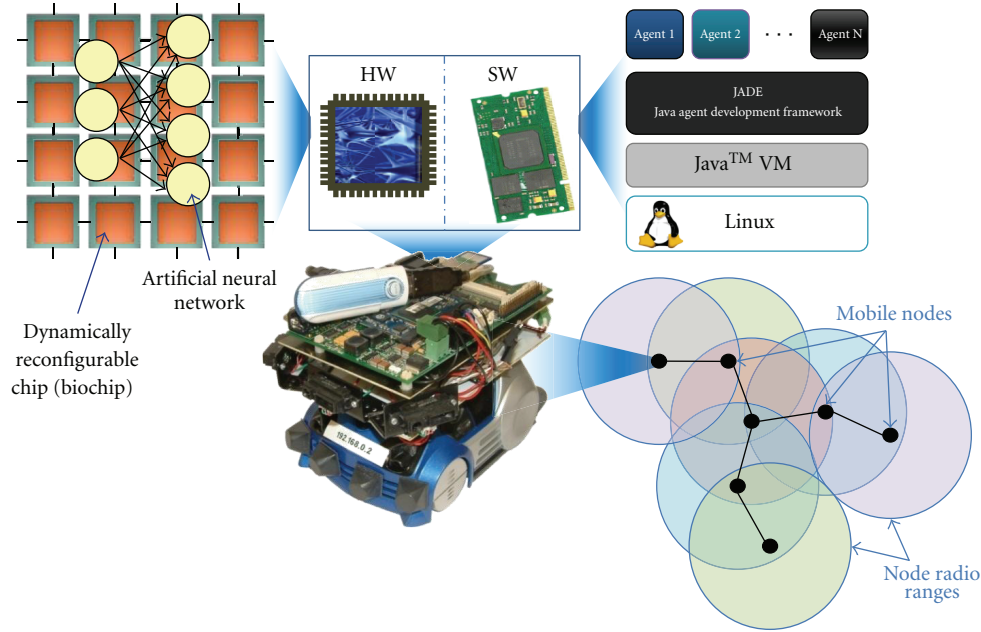 HW
SW
Agent 1
Agent 2
. . .
Agent N
JADE
Java agent development framework
Java™ VM
Linux
Artificial neural
network
Dynamically
reconfigurable
chip (biochip)
192.168.0.2
Mobile nodes
Node radio
ranges